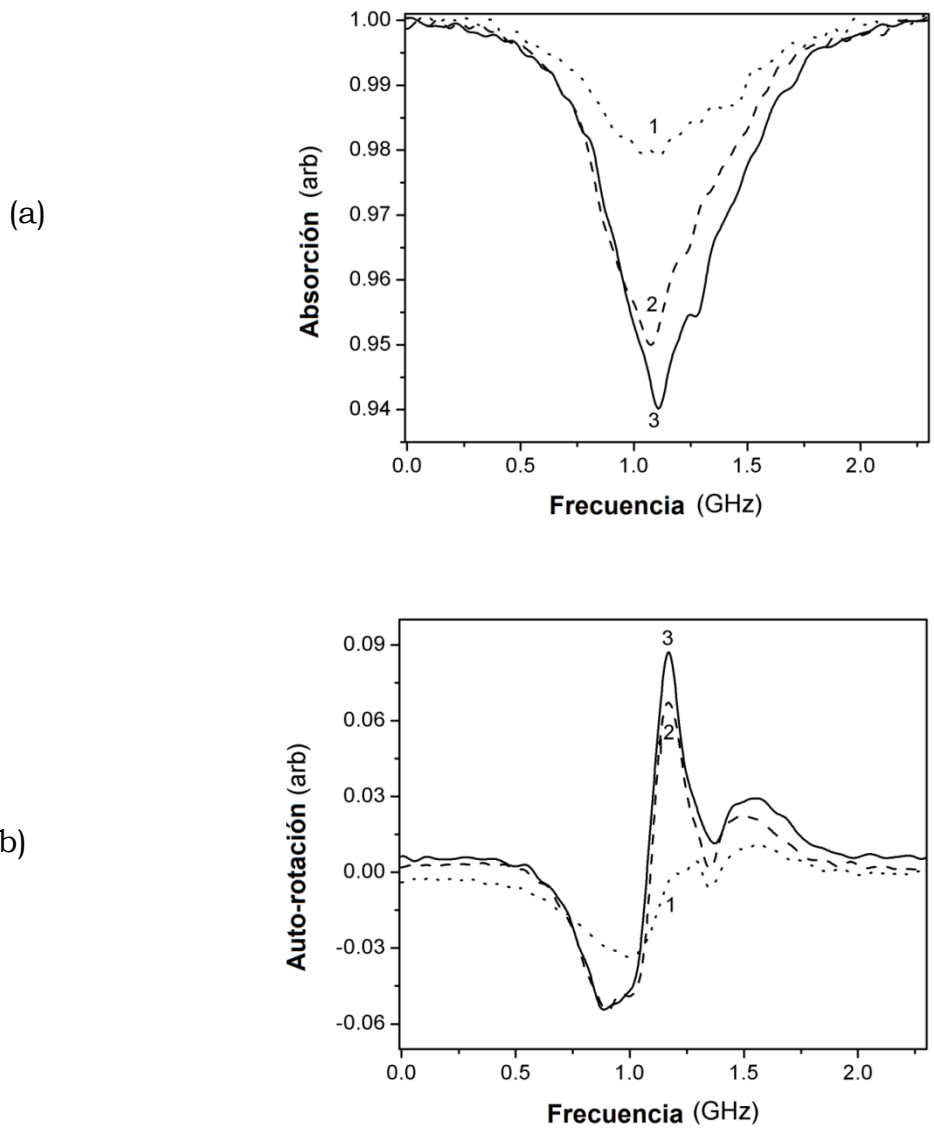 (a)
Absorción (arb)
1.00
0.99
0.98
0.97
0.96
0.95
0.94
1
2
3
0.0 0.5 1.0 1.5 2.0
Frecuencia (GHz)
b)
Auto-rotación (arb)
0.09
0.06
0.03
0.00
-0.03
-0.06
3
2
1
0.0 0.5 1.0 1.5 2.0
Frecuencia (GHz)